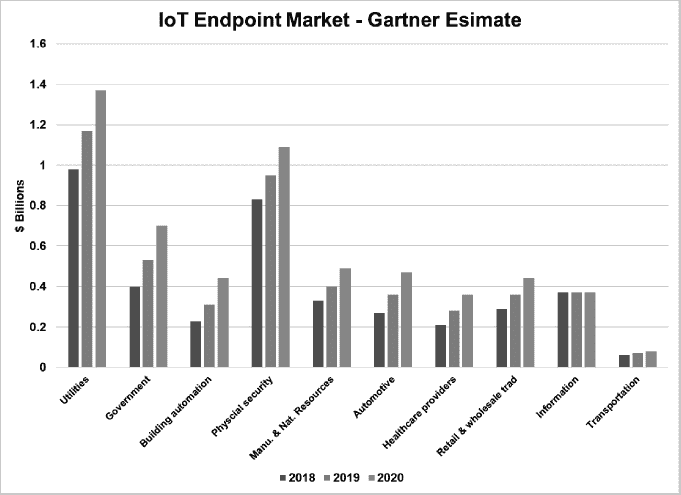 IoT Endpoint Market - Gartner Esimate
$ Billions
1.6
1.4
1.2
1
0.8
0.6
0.4
0.2
0
Utilities
Government
Building automation
Physcial security
Manu. & Nat. Resources
Automotive
Healthcare providers
Retail & wholesale trad
Information
Transportation
2018 2019 2020